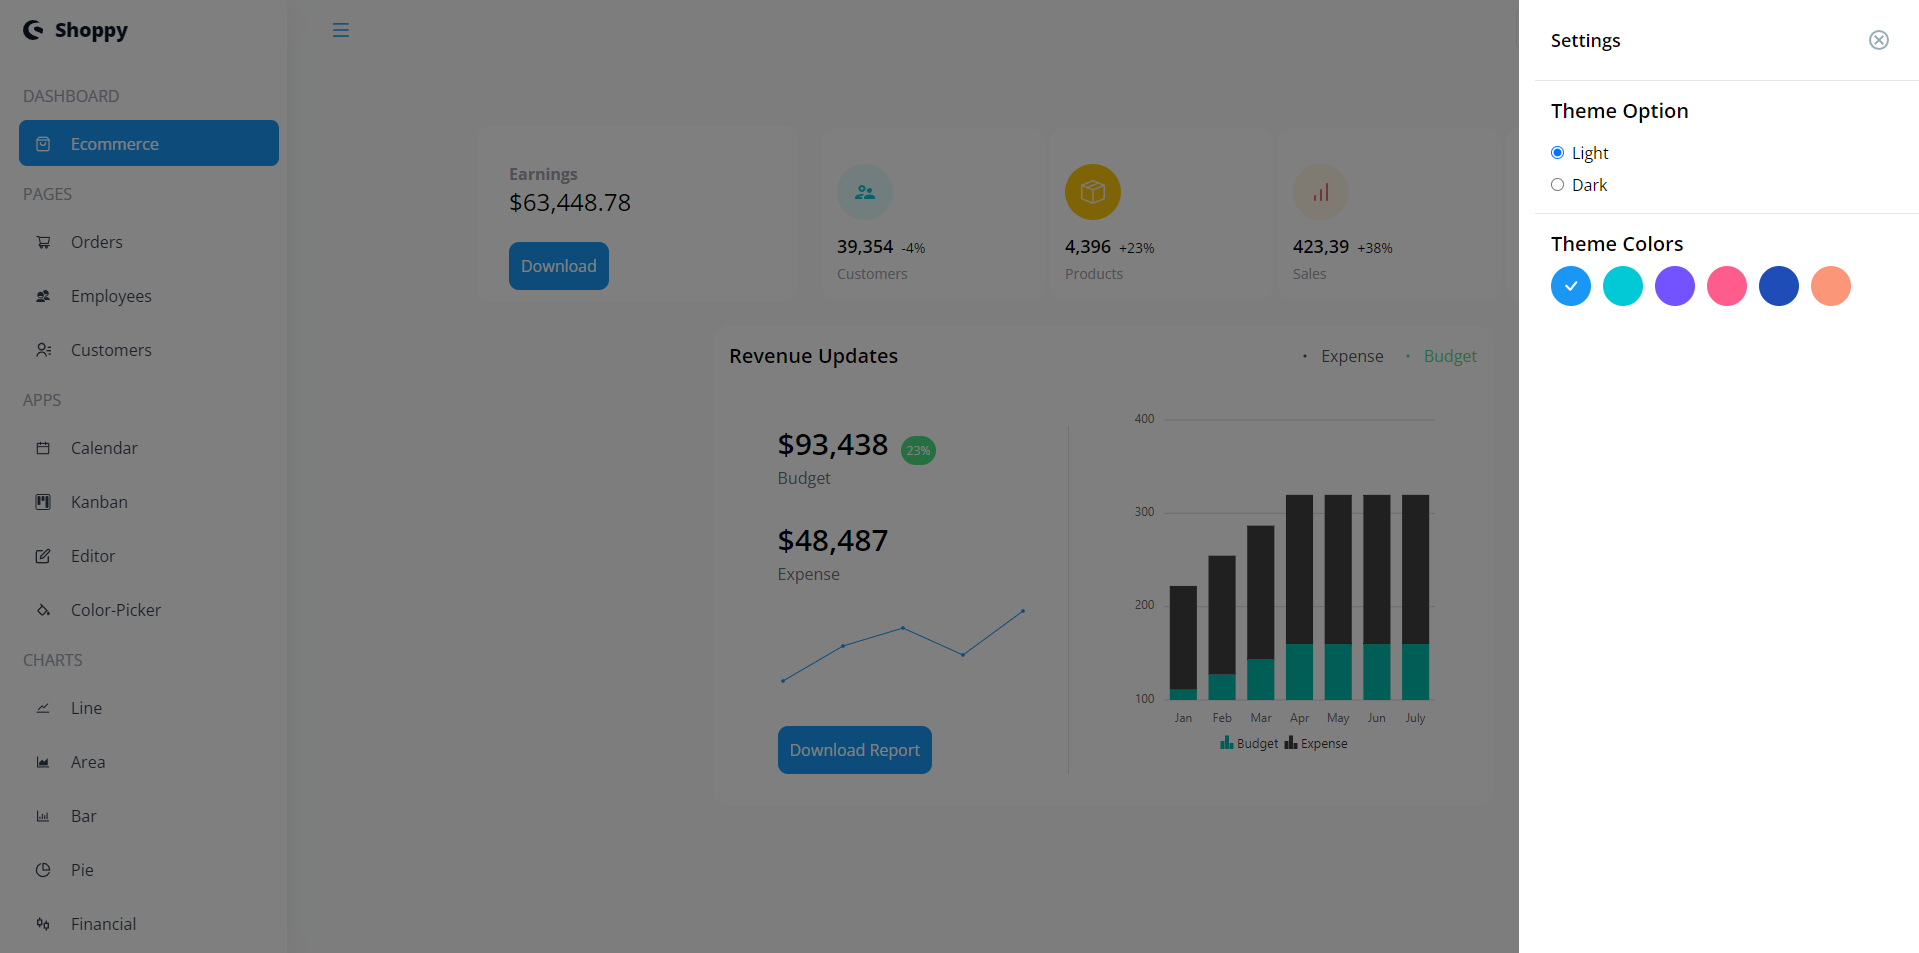 Shoppy
DASHBOARD
Ecommerce
PAGES
Orders
Employees
Customers
APPS
Calendar
Kanban
Editor
Color-Picker
CHARTS
Line
Area
Bar
Pie
Financial
Earnings
$63,448.78
Download
39,354 -4%
Customers
4,396 +23%
Products
423,39 +38%
Sales
Revenue Updates
• Expense • Budget
$93,438 23%
Budget
$48,487
Expense
Download Report
400
300
200
100
Jan Feb Mar Apr May Jun July
Budget Expense
Settings
Theme Option
Light
Dark
Theme Colors